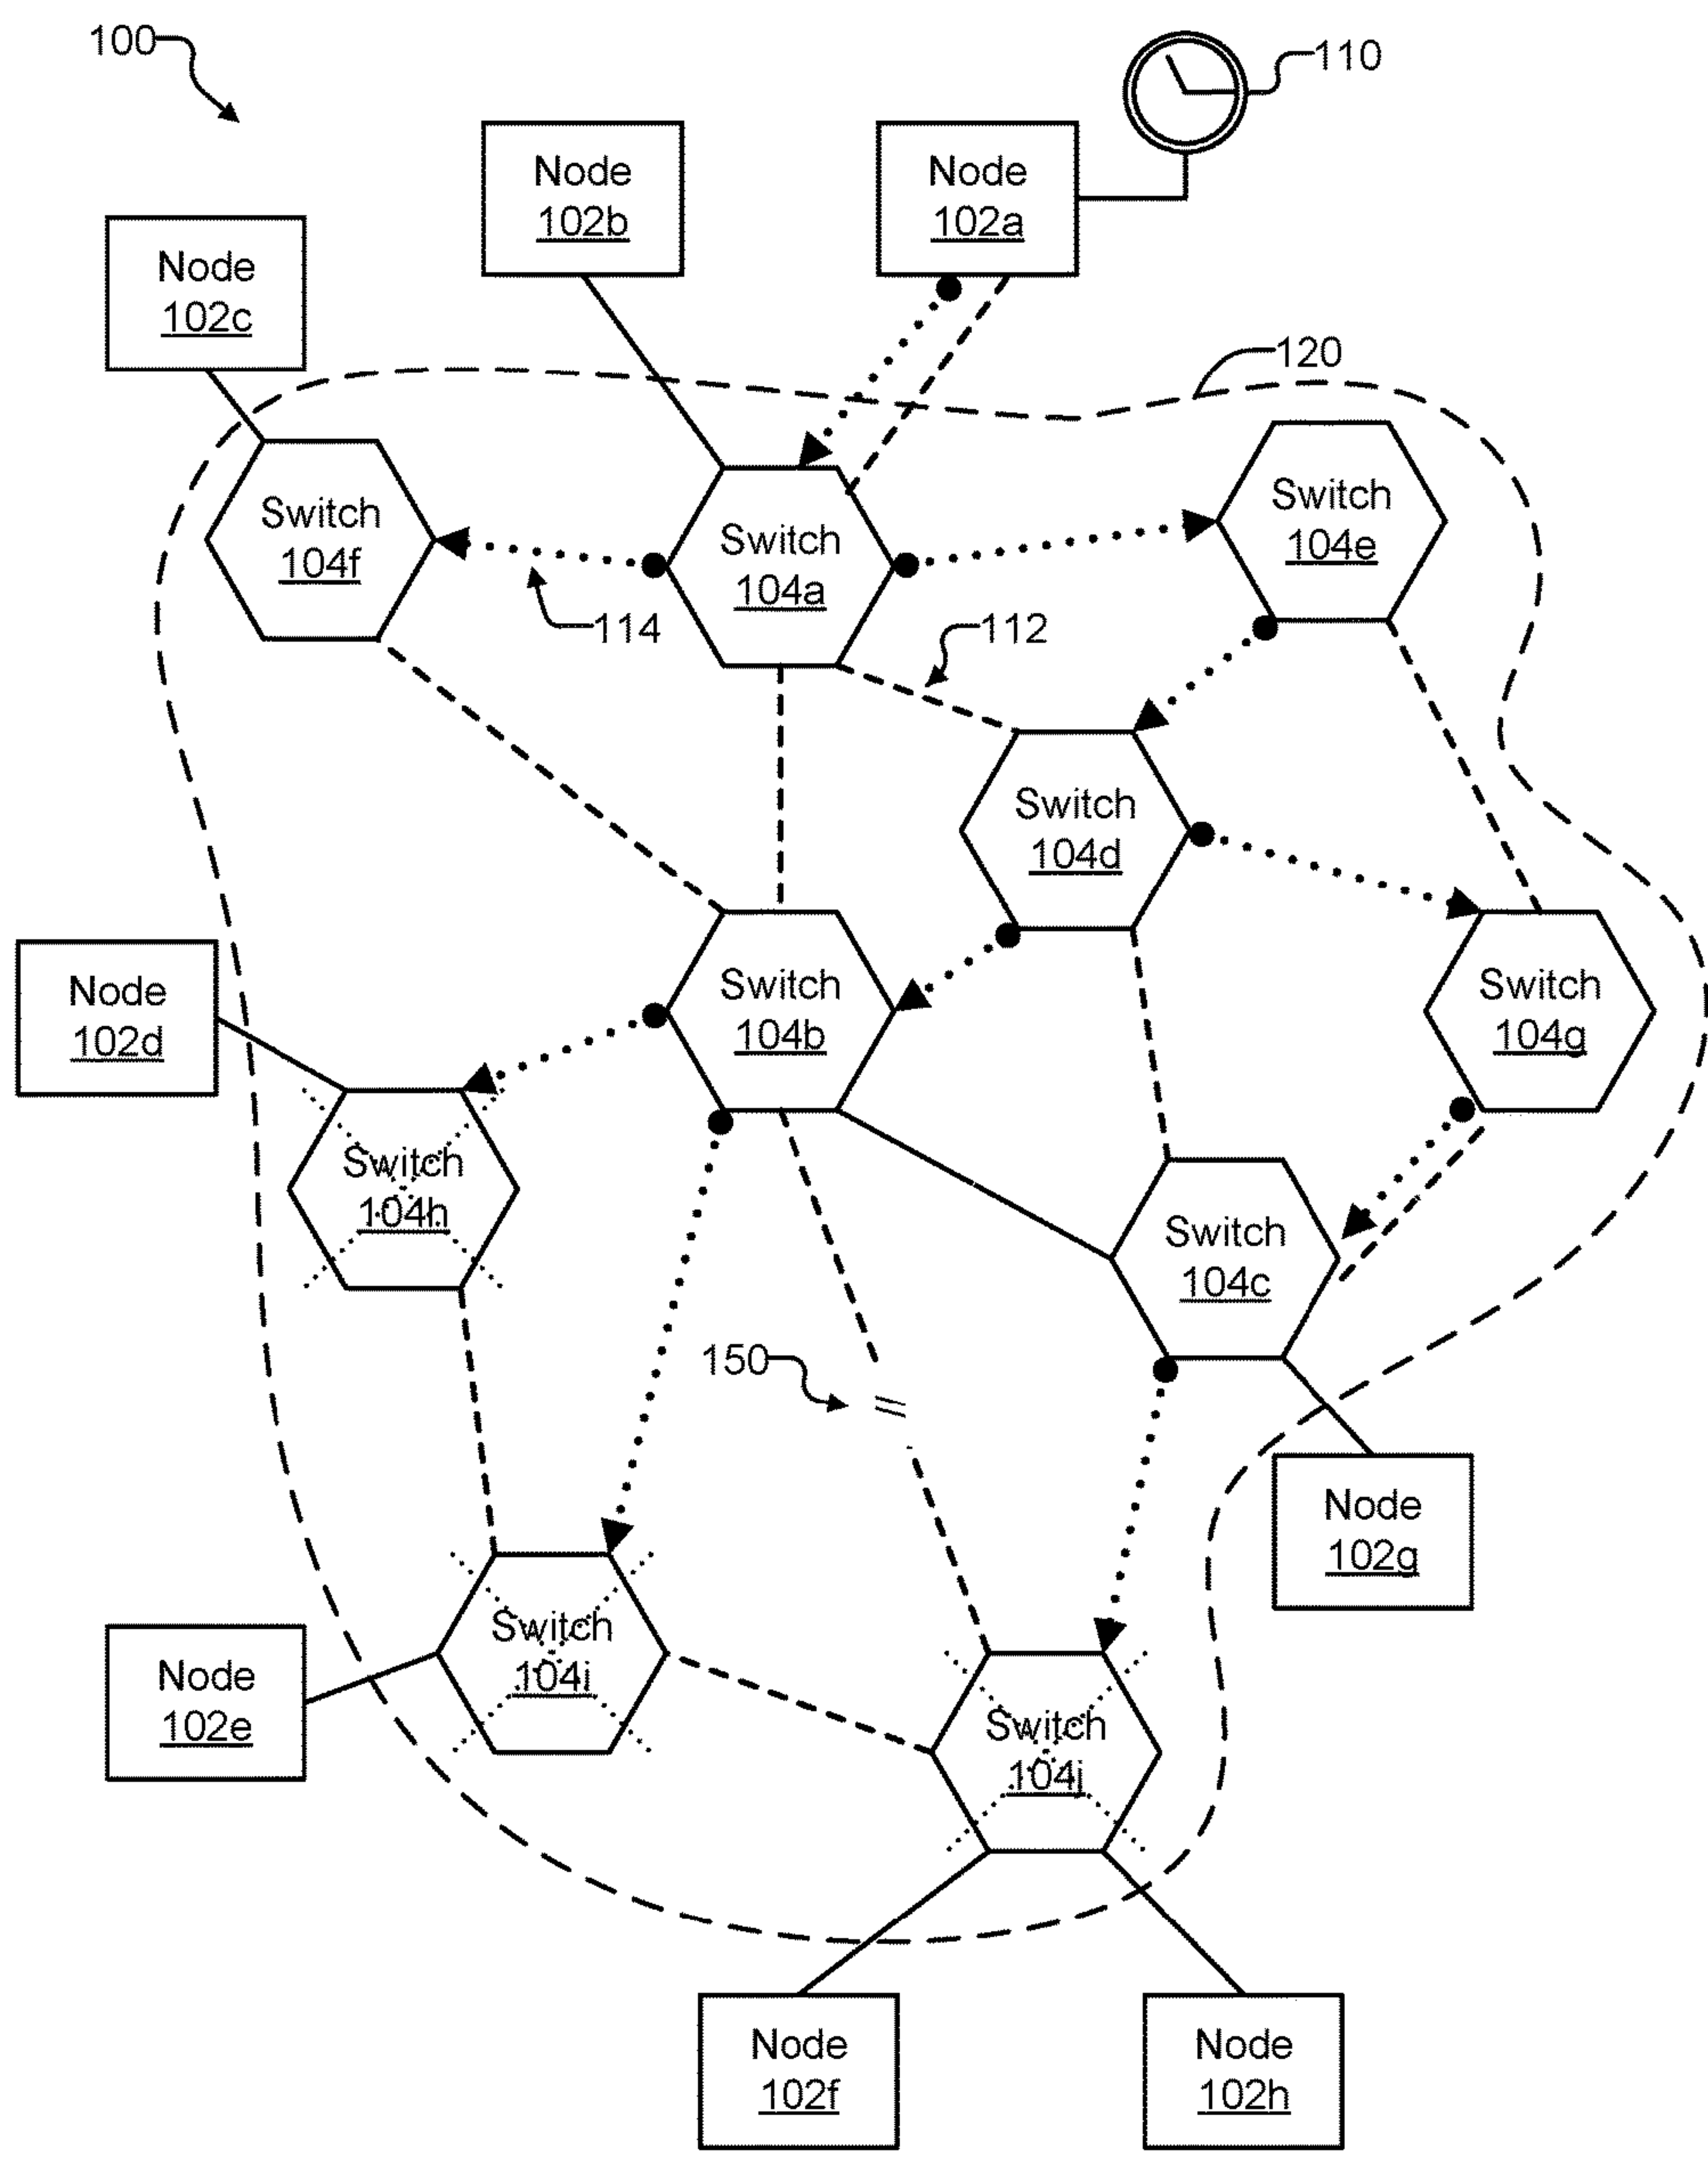 100
110
Node
102b
Node
102a
Node
102c
120
Switch
104f
Switch
104a
Switch
104e
114
112
Switch
104d
Node
102d
Switch
104b
Switch
104g
Switch
104h
Switch
104c
150
Node
102g
Switch
104i
Node
102e
Switch
104j
Node
102f
Node
102h